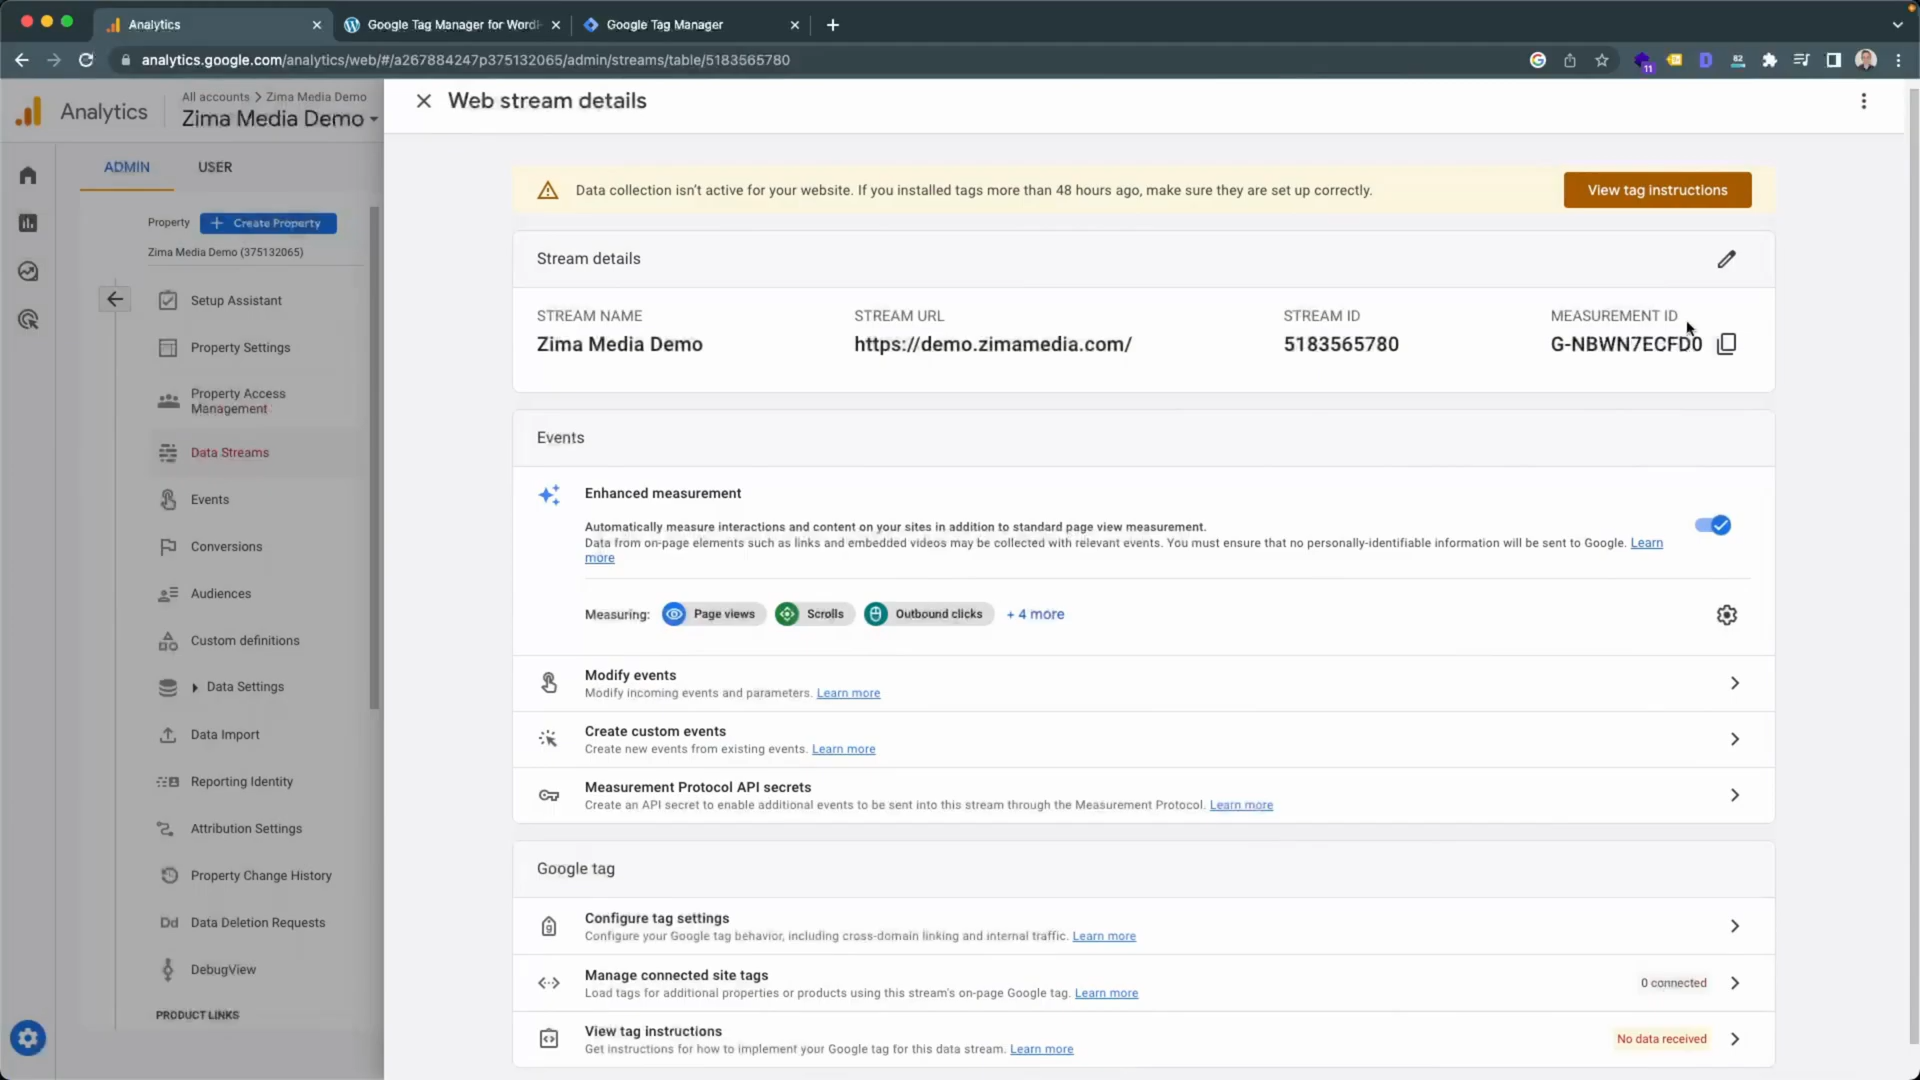 Analytics
Google Tag Manager for Word
Google Tag Manager
analytics.google.com/analytics/web/#/a267884247p375132065/admin/streams/table/5183565780
11
82
Analytics
All accounts > Zima Media Demo
Zima Media Demo
Web stream details
ADMIN
USER
Property
+ Create Property
Zima Media Demo (375132065)
Setup Assistant
Property Settings
Property Access
Management
Data Streams
Events
Conversions
Audiences
Custom definitions
Data Settings
Data Import
Reporting Identity
Attribution Settings
Property Change History
Dd Data Deletion Requests
DebugView
PRODUCT LINKS
Data collection isn't active for your website. If you installed tags more than 48 hours ago, make sure they are set up correctly.
View tag instructions
Stream details
STREAM NAME
Zima Media Demo
STREAM URL
https://demo.zimamedia.com/
STREAM ID
5183565780
MEASUREMENT ID
G-NBWN7ECFD0
Events
Enhanced measurement
Automatically measure interactions and content on your sites in addition to standard page view measurement.
Data from on-page elements such as links and embedded videos may be collected with relevant events. You must ensure that no personally-identifiable information will be sent to Google. Learn
more
Measuring: Page views Scrolls Outbound clicks + 4 more
Modify events
Modify incoming events and parameters. Learn more
Create custom events
Create new events from existing events. Learn more
Measurement Protocol API secrets
Create an API secret to enable additional events to be sent into this stream through the Measurement Protocol. Learn more
Google tag
Configure tag settings
Configure your Google tag behavior, including cross-domain linking and internal traffic. Learn more
Manage connected site tags
Load tags for additional properties or products using this stream's on-page Google tag. Learn more
0 connected
View tag instructions
Get instructions for how to implement your Google tag for this data stream. Learn more
No data received